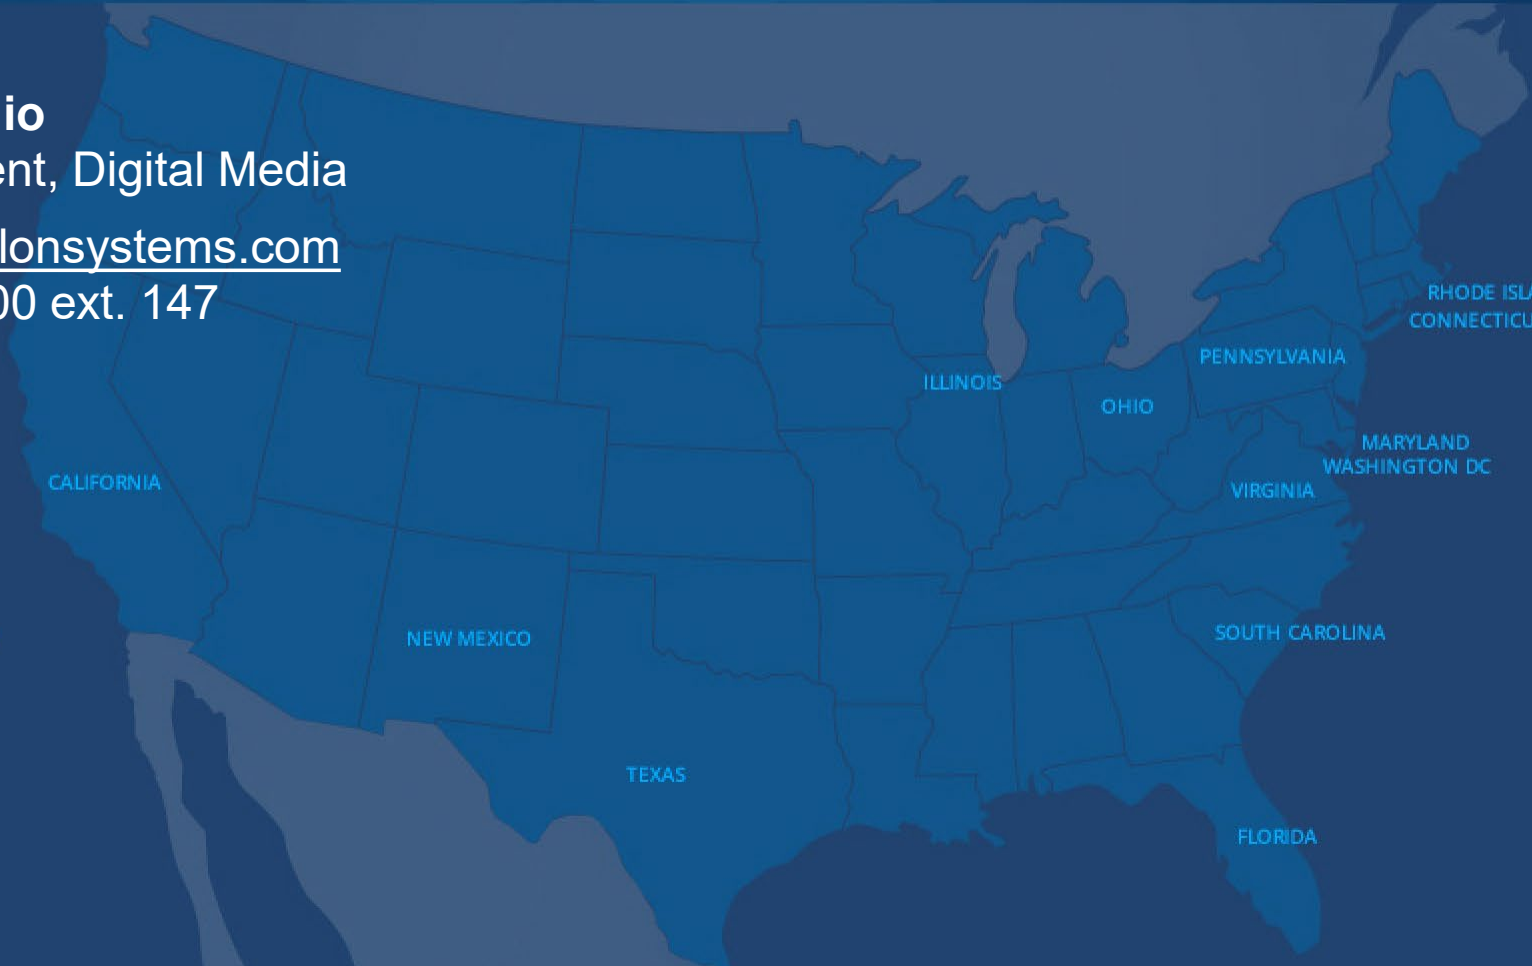 io
ent, Digital Media
lonsystems.com
00 ext. 147
RHODE ISLA
CONNECTICU
PENNSYLVANIA
ILLINOIS
OHIO
MARYLAND
WASHINGTON DC
CALIFORNIA
VIRGINIA
NEW MEXICO
SOUTH CAROLINA
TEXAS
FLORIDA